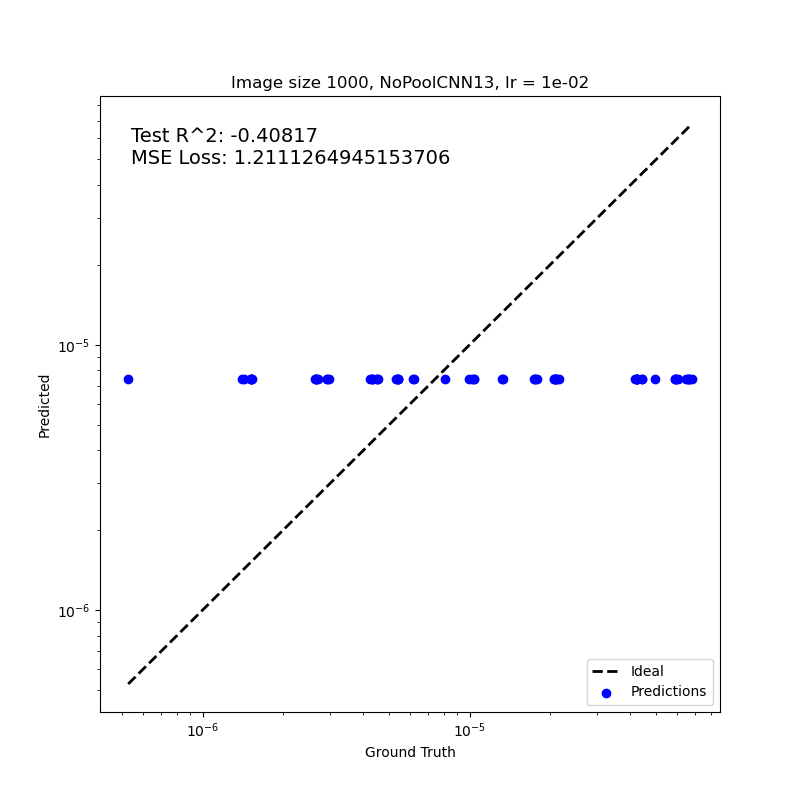 Image size 1000, NoPoolCNN13, lr = 1e-02
Test R^2: -0.40817
MSE Loss: 1.2111264945153706
10⁻⁵
Predicted
10⁻⁶
Ideal
Predictions
10⁻⁶ 10⁻⁵
Ground Truth